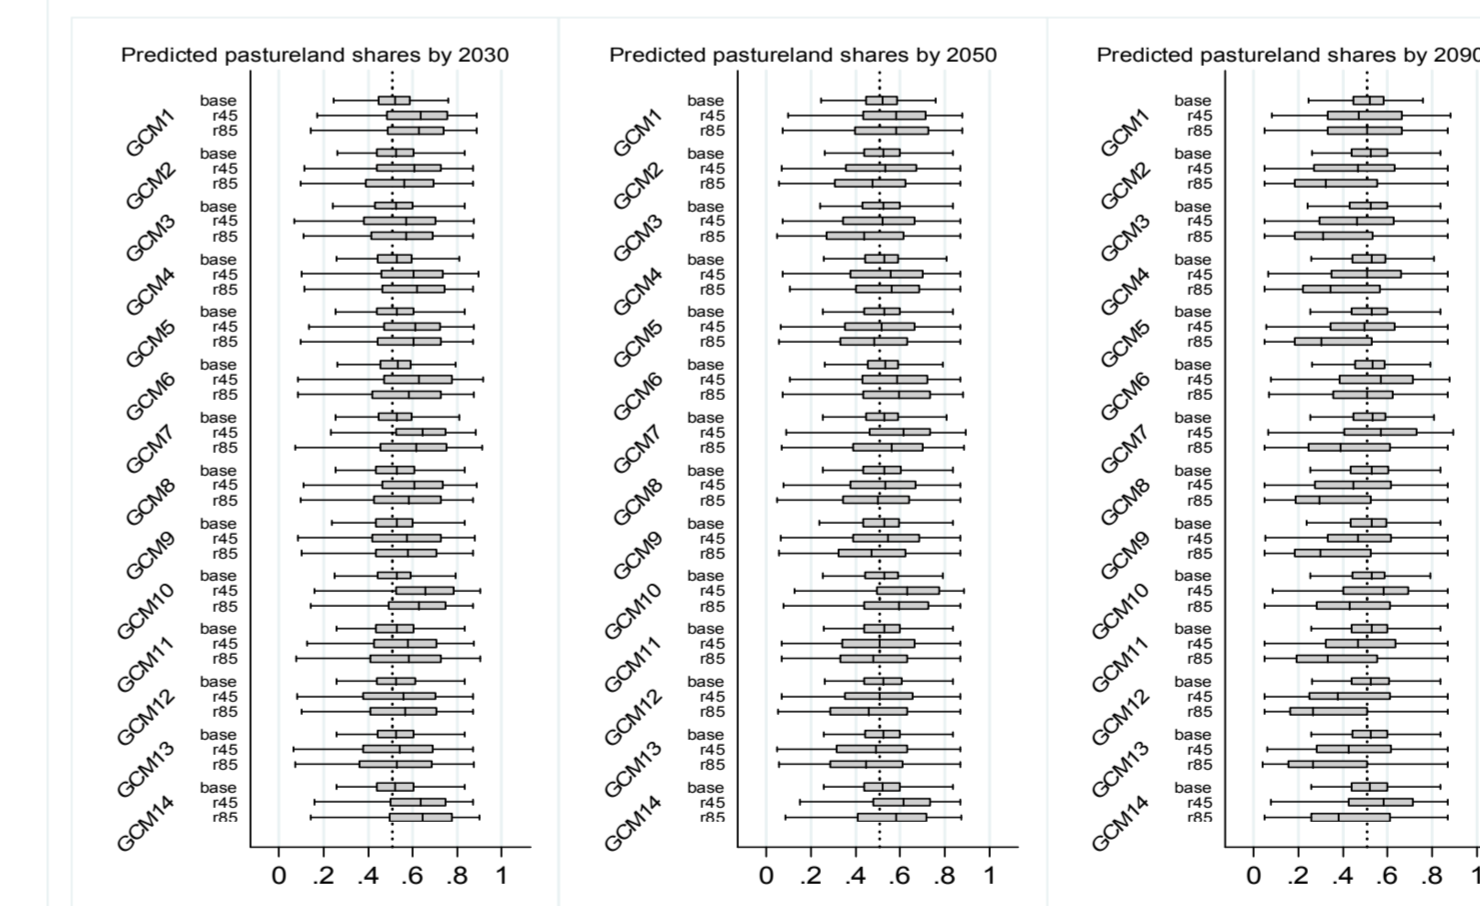 Predicted pastureland shares by 2030
base
r45
r85
GCM1
base
r45
r85
GCM2
base
r45
r85
GCM3
base
r45
r85
GCM4
base
r45
r85
GCM5
base
r45
r85
GCM6
base
r45
r85
GCM7
base
r45
r85
GCM8
base
r45
r85
GCM9
base
r45
r85
GCM10
base
r45
r85
GCM11
base
r45
r85
GCM12
base
r45
r85
GCM13
base
r45
r85
GCM14
0 .2 .4 .6 .8 1
Predicted pastureland shares by 2050
base
r45
r85
GCM1
base
r45
r85
GCM2
base
r45
r85
GCM3
base
r45
r85
GCM4
base
r45
r85
GCM5
base
r45
r85
GCM6
base
r45
r85
GCM7
base
r45
r85
GCM8
base
r45
r85
GCM9
base
r45
r85
GCM10
base
r45
r85
GCM11
base
r45
r85
GCM12
base
r45
r85
GCM13
base
r45
r85
GCM14
0 .2 .4 .6 .8 1
Predicted pastureland shares by 2090
base
r45
r85
GCM1
base
r45
r85
GCM2
base
r45
r85
GCM3
base
r45
r85
GCM4
base
r45
r85
GCM5
base
r45
r85
GCM6
base
r45
r85
GCM7
base
r45
r85
GCM8
base
r45
r85
GCM9
base
r45
r85
GCM10
base
r45
r85
GCM11
base
r45
r85
GCM12
base
r45
r85
GCM13
base
r45
r85
GCM14
0 .2 .4 .6 .8 1